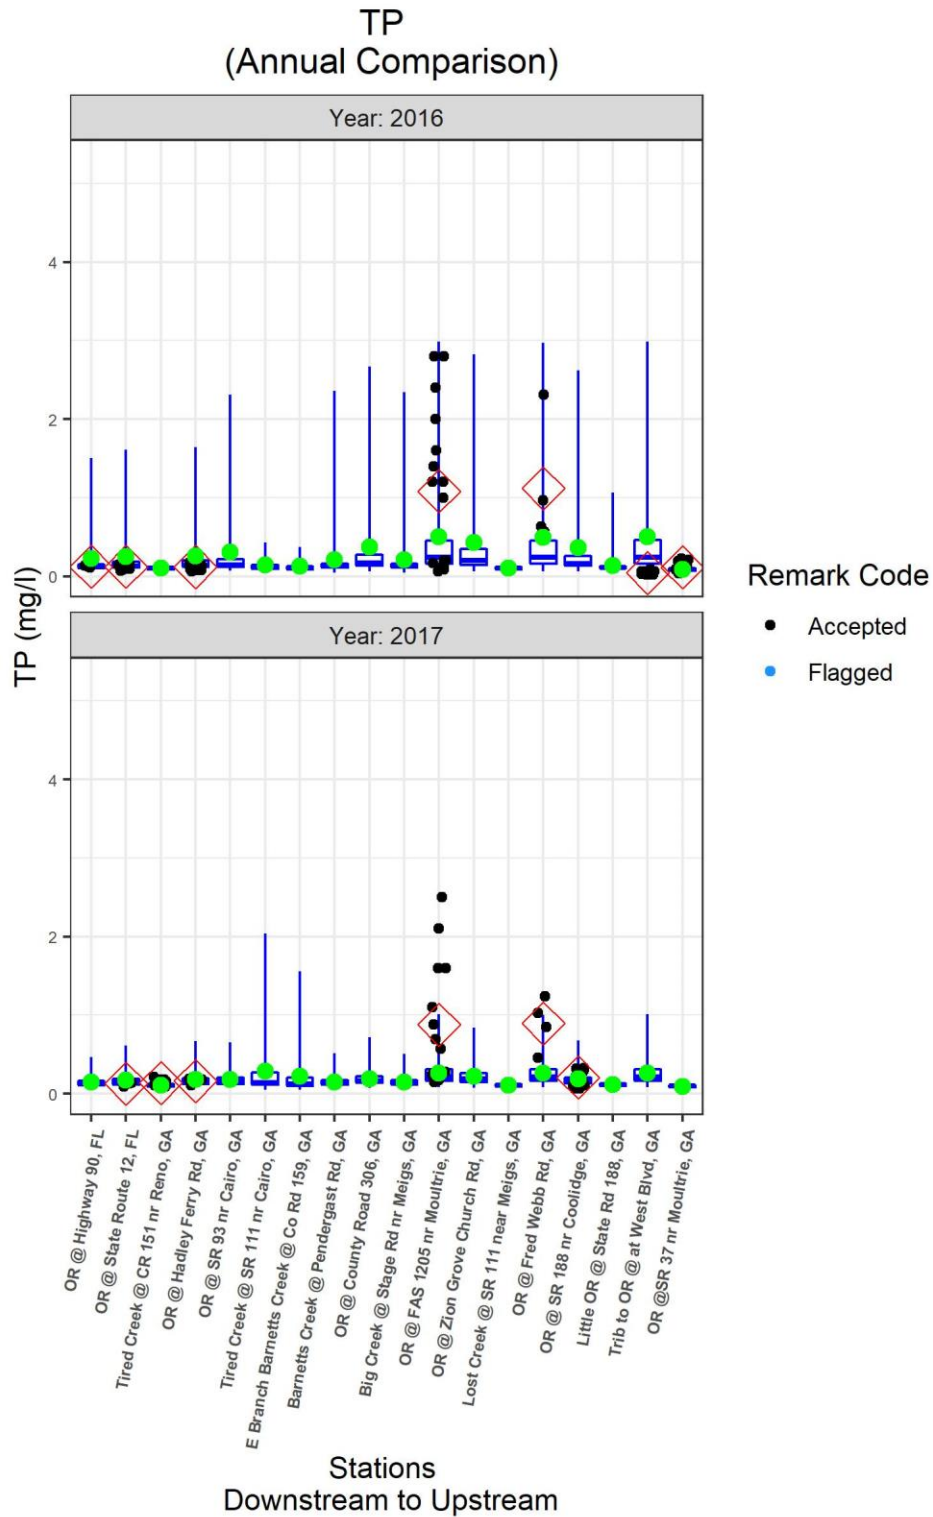 TP
(Annual Comparison)
Year: 2016
4
2
0
TP (mg/l)
Year: 2017
4
2
0
Remark Code
Accepted
Flagged
OR @ Highway 90, FL
OR @ State Route 12, FL
Tired Creek @ CR 151 nr Reno, GA
OR @ Hadley Ferry Rd, GA
OR @ SR 93 nr Cairo, GA
Tired Creek @ SR 111 nr Cairo, GA
E Branch Barnetts Creek @ Co Rd 159, GA
Barnetts Creek @ Pendergast Rd, GA
OR @ County Road 306, GA
Big Creek @ Stage Rd nr Meigs, GA
OR @ FAS 1205 nr Moultrie, GA
OR @ Zion Grove Church Rd, GA
Lost Creek @ SR 111 near Meigs, GA
OR @ Fred Webb Rd, GA
OR @ SR 188 nr Coolidge, GA
Little OR @ State Rd 188, GA
Trib to OR @ at West Blvd, GA
OR @SR 37 nr Moultrie, GA
Stations
Downstream to Upstream